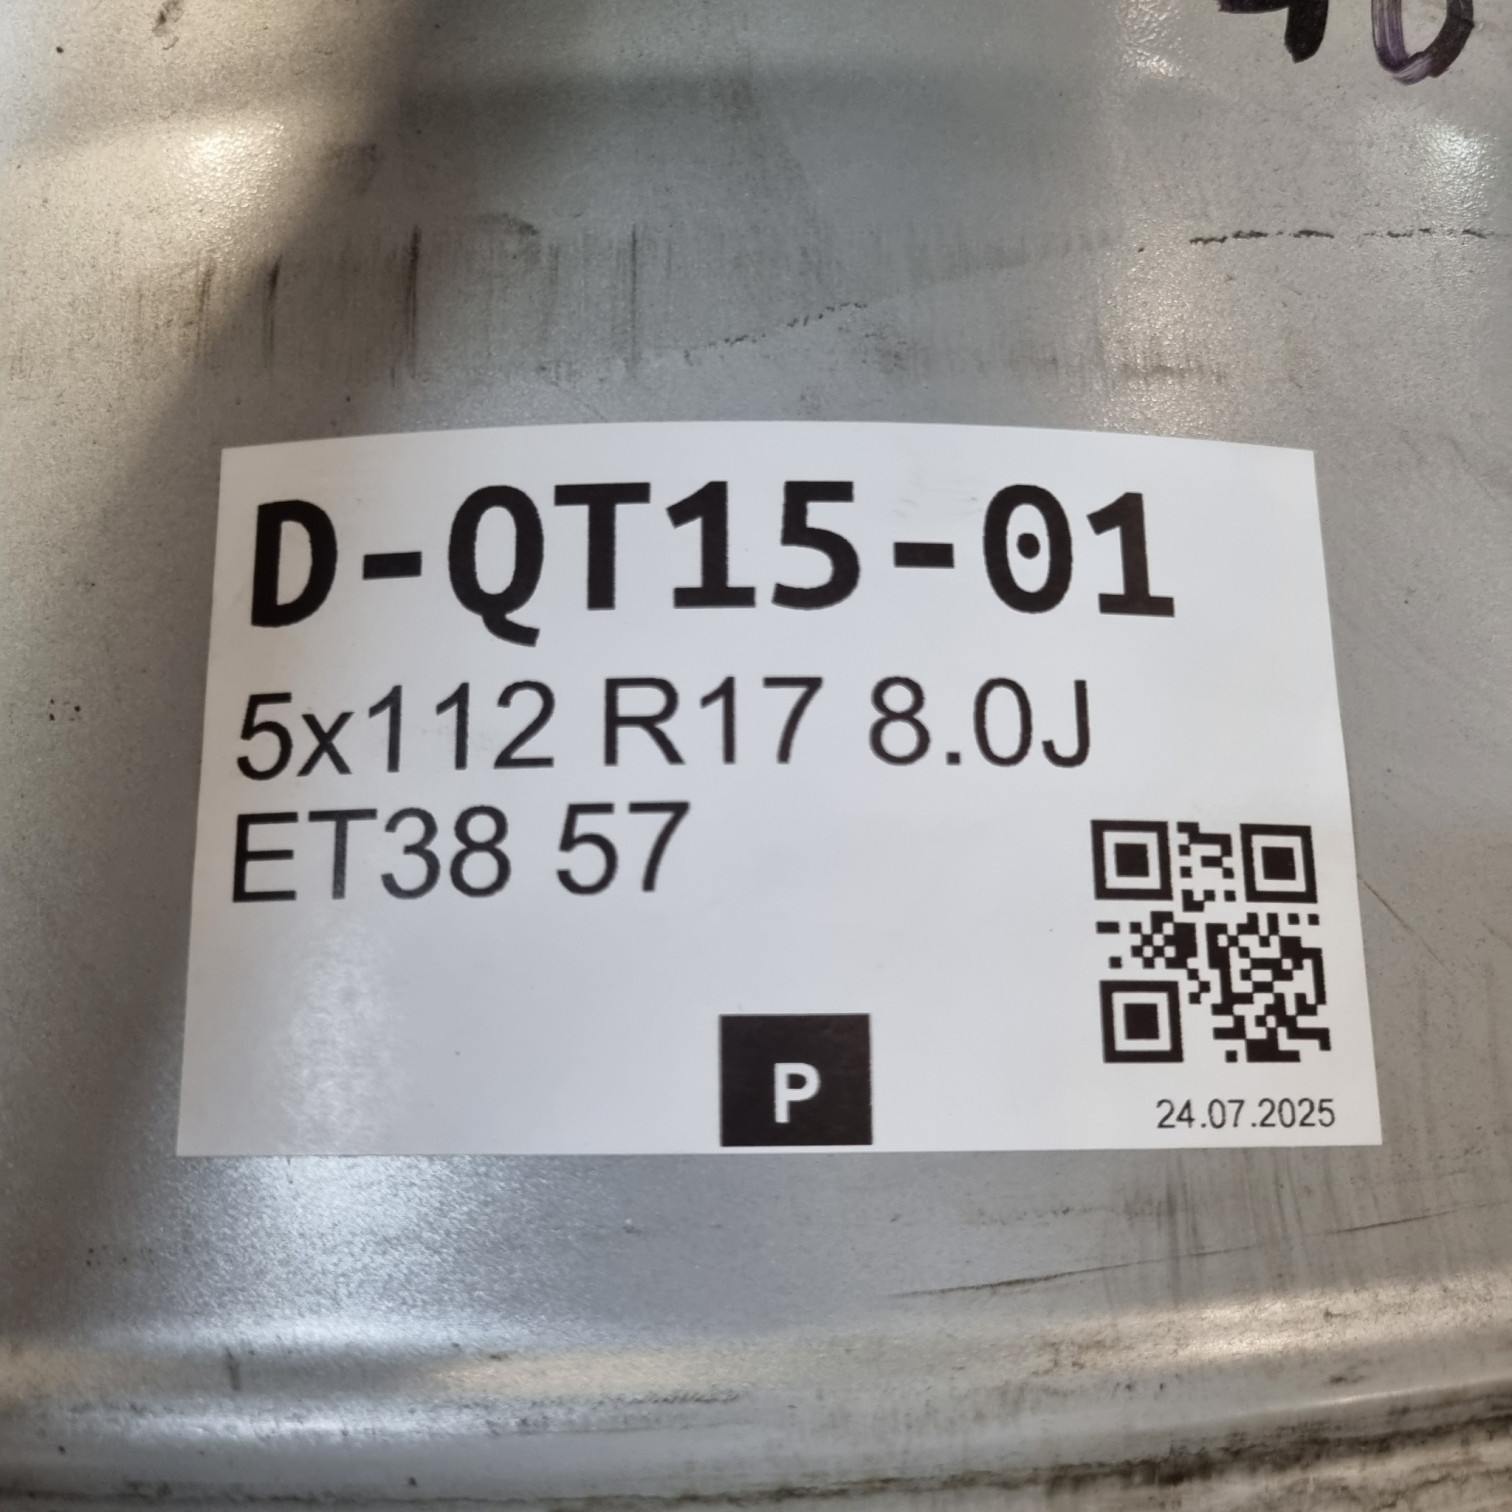 D-QT15-01
5x112 R17 8.0J
ET38 57
P
24.07.2025